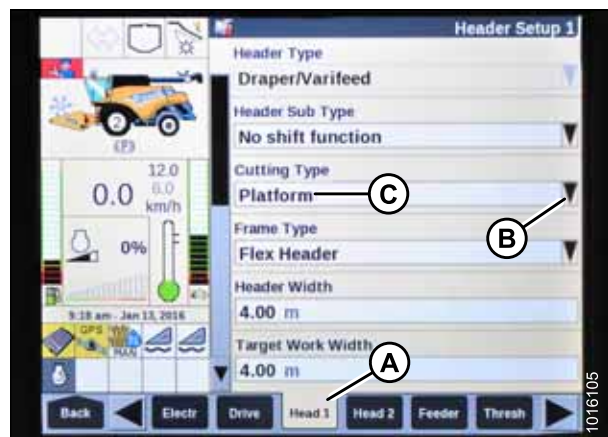 Header Setup 1
Header Type
Draper/Varifeed
Header Sub Type
No shift function
Cutting Type
Platform
C
B
Frame Type
Flex Header
Header Width
4.00 m
Target Work Width
4.00 m
A
2
(P)
12.0
0.0
6.0
km/h
0%
9:18 am - Jan 13, 2016
GPS
MAN
Back
Electr
Drive
Head 1
Head 2
Feeder
Thresh
1016105